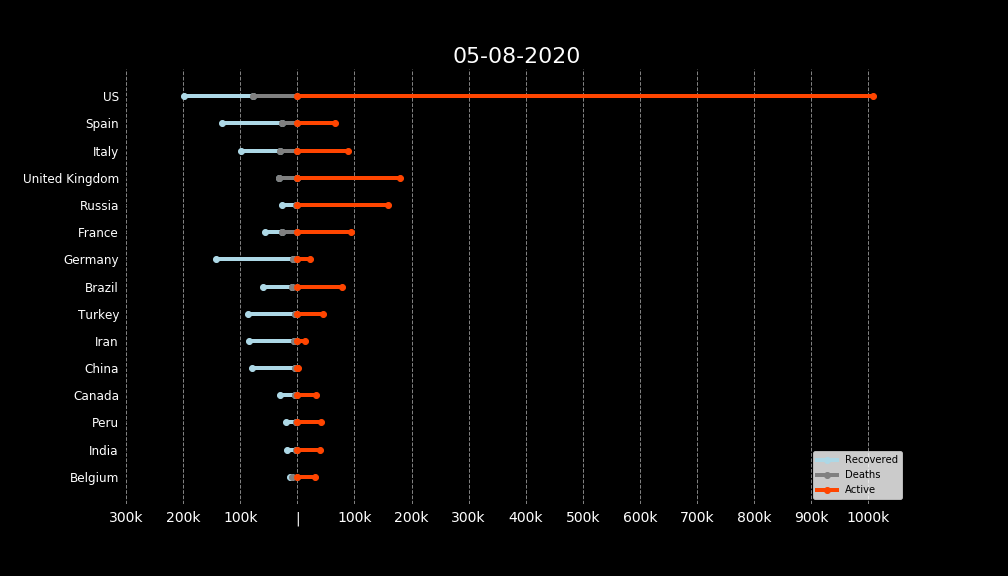 05-08-2020
US
Spain
Italy
United Kingdom
Russia
France
Germany
Brazil
Turkey
Iran
China
Canada
Peru
India
Belgium
Recovered
Deaths
Active
300k 200k 100k | 100k 200k 300k 400k 500k 600k 700k 800k 900k 1000k